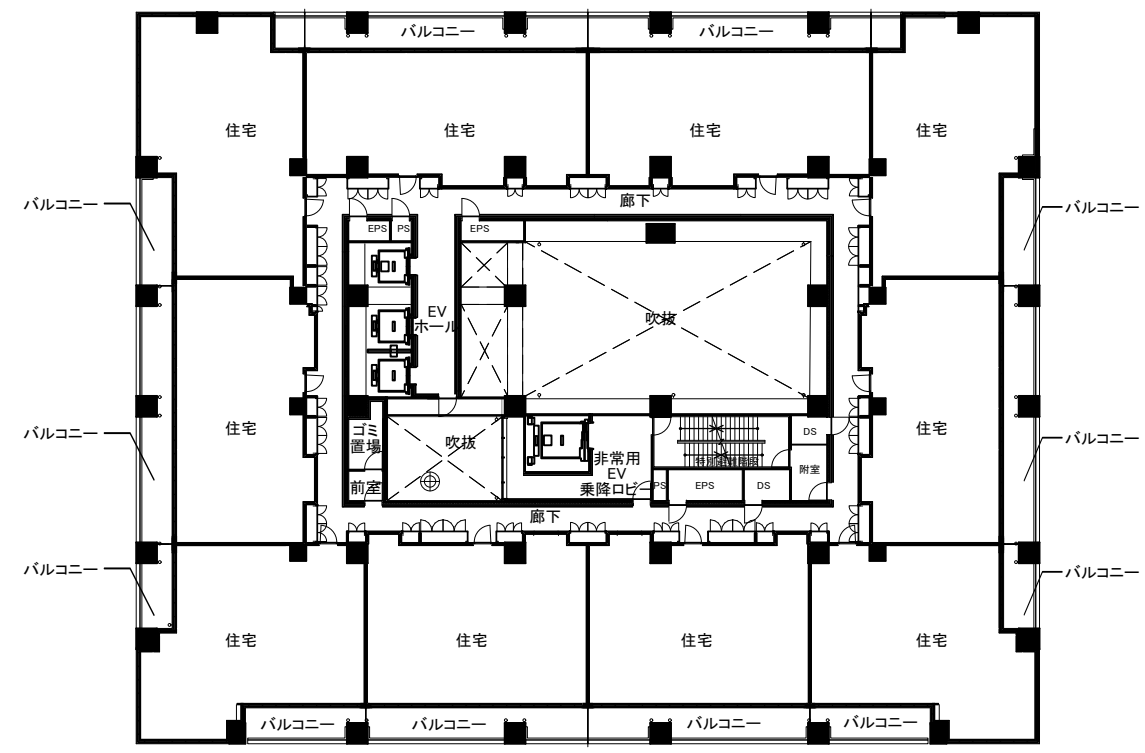 バルコニー
バルコニー
住宅
住宅
住宅
住宅
バルコニー
廊下
バルコニー
EPS
PS
EPS
EV
ホール
吹抜
バルコニー
住宅
ゴミ
置場
吹抜
非常用
EV
乗降ロビー
特別避難階段
DS
附室
住宅
バルコニー
前室
PS
EPS
DS
廊下
バルコニー
バルコニー
住宅
住宅
住宅
住宅
バルコニー
バルコニー
バルコニー
バルコニー